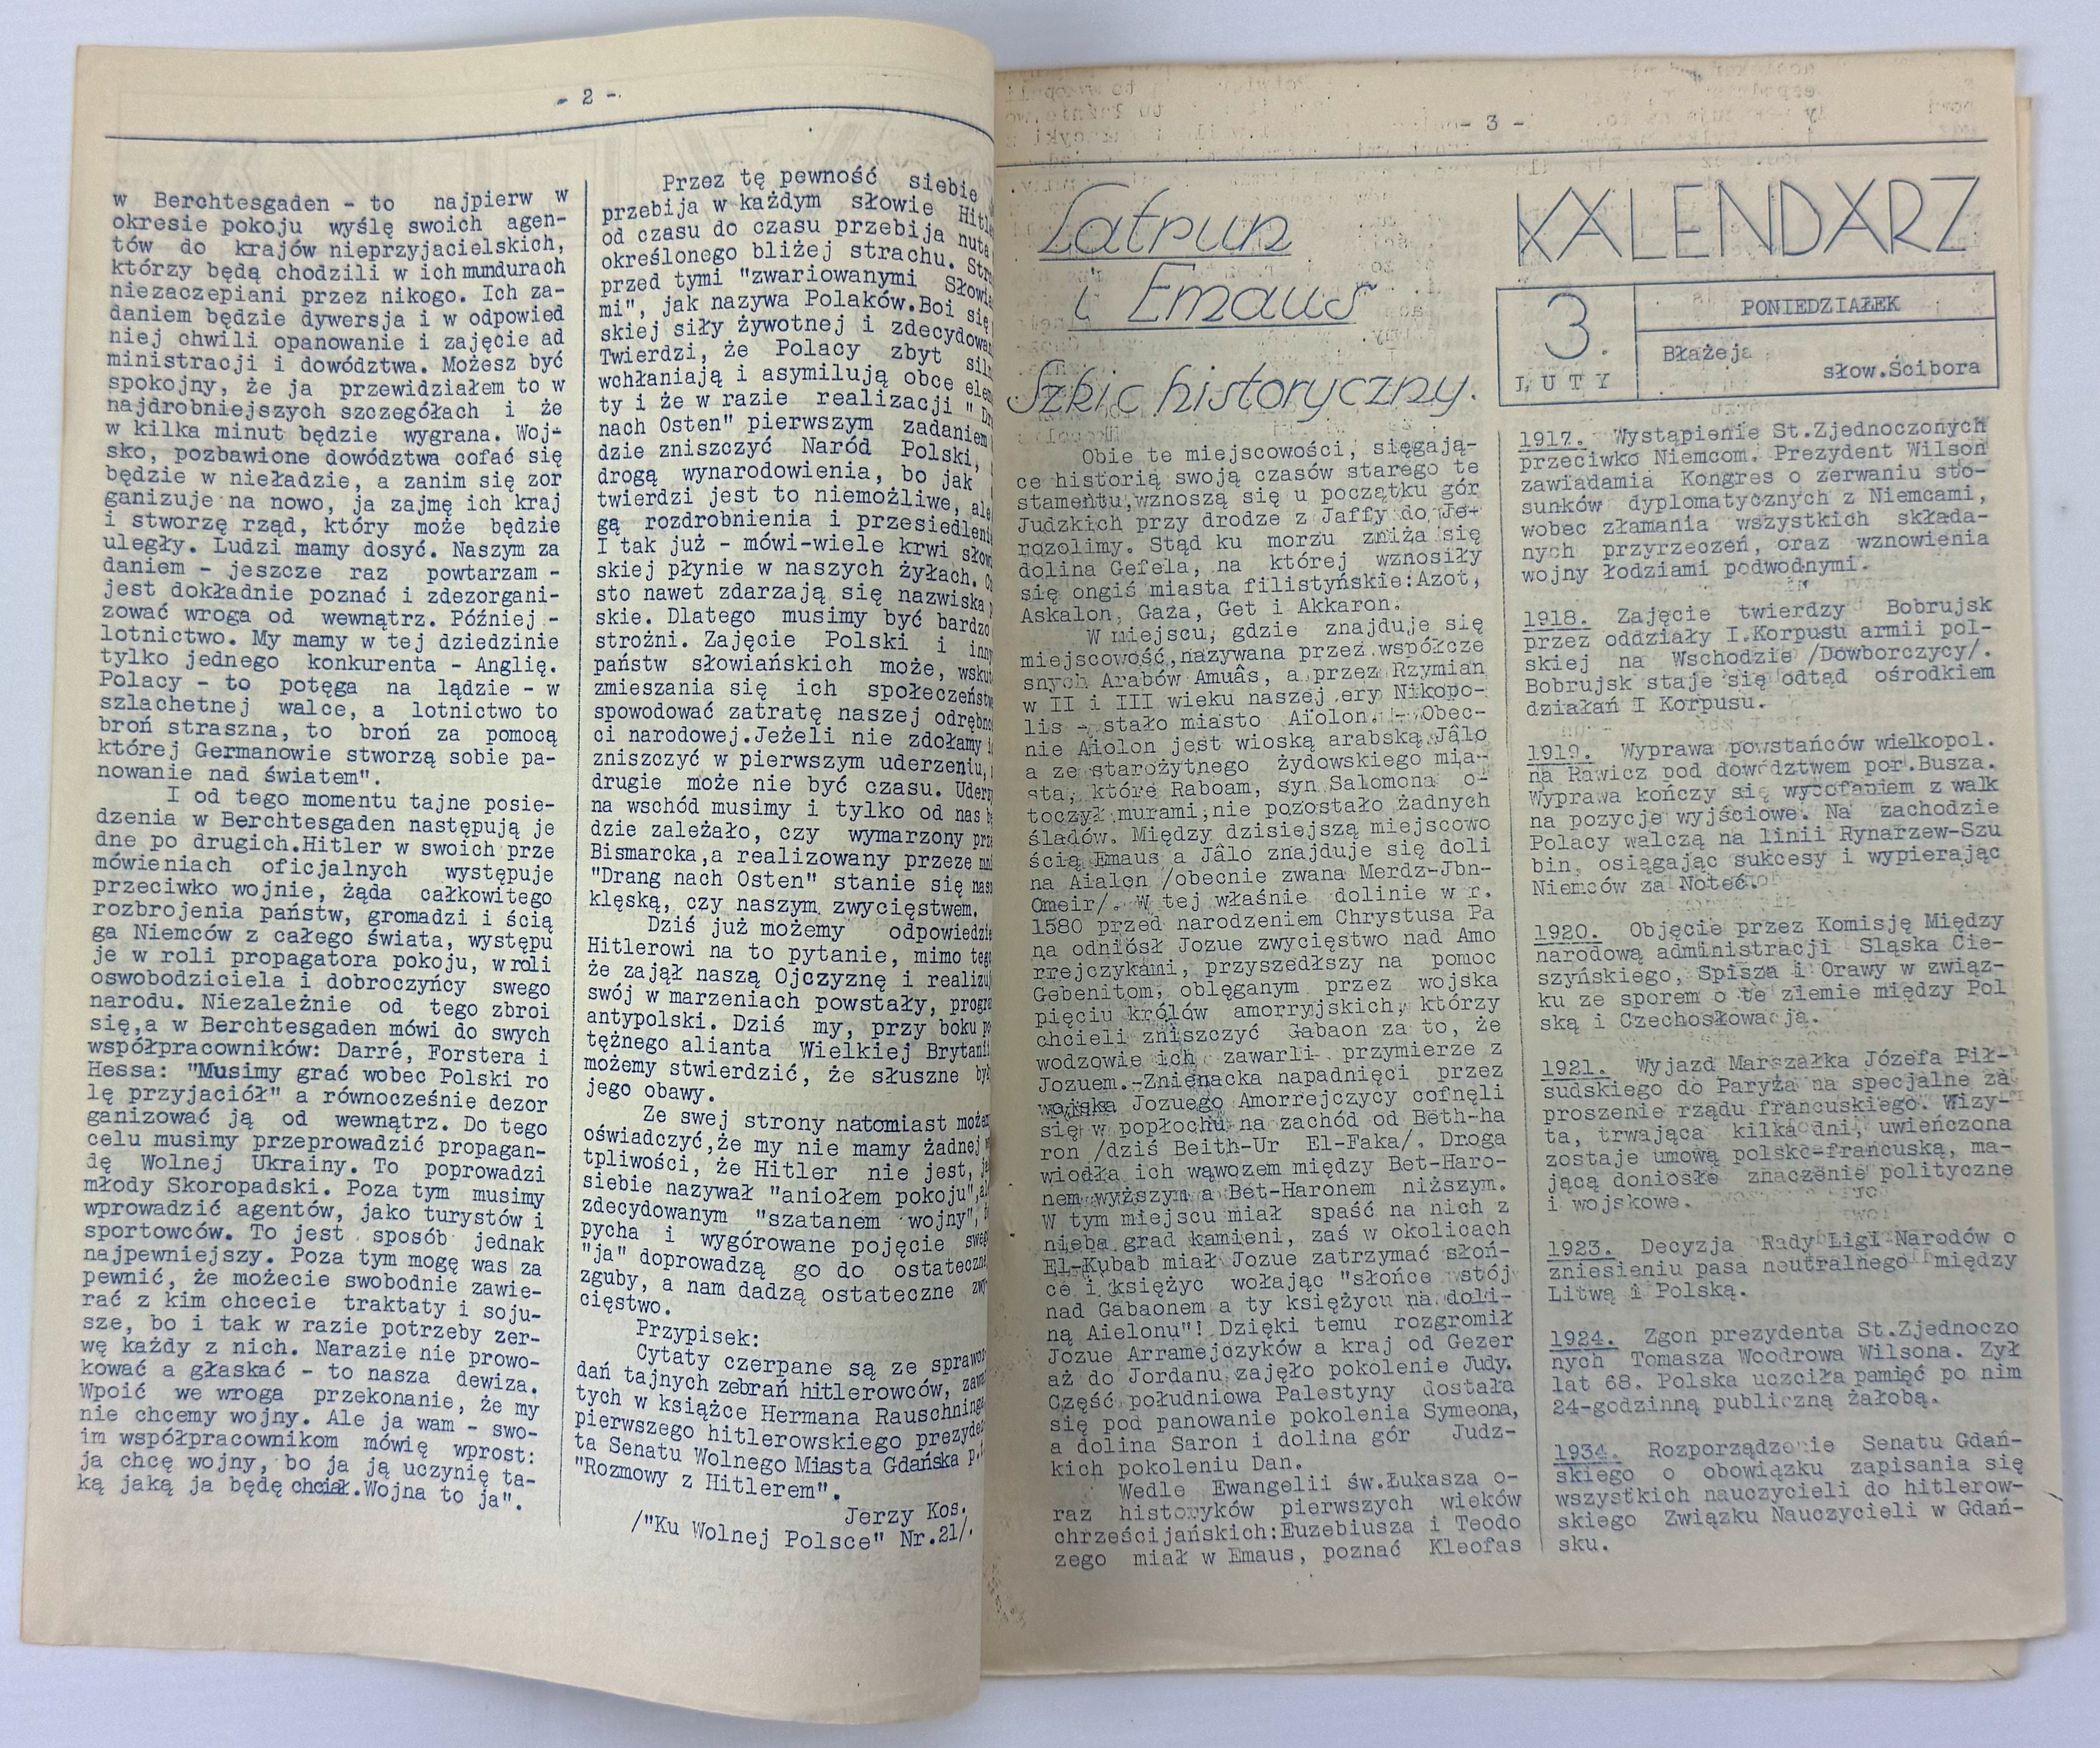 - 2 -
w Berchtesgaden - to najpierw w
okresie pokoju wyślę swoich agen-
tów do krajów nieprzyjacielskich,
którzy będą chodzili w ich mundurach
niezaczepiani przez nikogo. Ich za-
daniem będzie dywersja i w odpowied
niej chwili opanowanie i zajęcie ad
ministracji i dowództwa. Możesz być
spokojny, że ja przewidziałem to w
najdrobniejszych szczegółach i że
w kilka minut będzie wygrana. Woj-
sko, pozbawione dowództwa cofać się
będzie w nieładzie, a zanim się zor
ganizuje na nowo, ja zajmę ich kraj
i stworzę rząd, który może będzie
uległy. Ludzi mamy dosyć. Naszym za
daniem - jeszcze raz powtarzam -
jest dokładnie poznać i zdezorgani-
zować wroga od wewnątrz. Później -
lotnictwo. My mamy w tej dziedzinie
tylko jednego konkurenta - Anglię.
Polacy - to potęga na lądzie - w
szlachetnej walce, a lotnictwo to
broń straszna, to broń za pomocą
której Germanowie stworzą sobie pa-
nowanie nad światem".
I od tego momentu tajne posie-
dzenia w Berchtesgaden następują je
dne po drugich.Hitler w swoich prze
mówieniach oficjalnych występuje
przeciwko wojnie, żąda całkowitego
rozbrojenia państw, gromadzi i ścią
ga Niemców z całego świata, występu
je w roli propagatora pokoju, w roli
oswobodziciela i dobroczyńcy swego
narodu. Niezależnie od tego zbroi
się,a w Berchtesgaden mówi do swych
współpracowników: Darré, Forstera i
Hessa: "Musimy grać wobec Polski ro
lę przyjaciół" a równocześnie dezor
ganizować ją od wewnątrz. Do tego
celu musimy przeprowadzić propagan-
dę Wolnej Ukrainy. To poprowadzi
młody Skoropadski. Poza tym musimy
wprowadzić agentów, jako turystów i
sportowców. To jest sposób jednak
najpewniejszy. Poza tym mogę was za
pewnić, że możecie swobodnie zawie-
rać z kim chcecie traktaty i soju-
sze, bo i tak w razie potrzeby zer-
wę każdy z nich. Narazie nie prowo-
kować a głaskać - to nasza dewiza.
Wpoić we wroga przekonanie, że my
nie chcemy wojny. Ale ja wam - swo-
im współpracownikom mówię wprost:
ja chcę wojny, bo ja ją uczynię ta-
ką jaką ja będę chciał.Wojna to ja".
Przez tę pewność siebie
przebija w każdym słowie
od czasu do czasu przebija nuta
określonego bliżej strachu.
przed tymi "zwariowanymi
mi", jak nazywa Polaków.Boi się
skiej siły żywotnej i
Twierdzi, że Polacy zbyt
wchłaniają i asymilują obce
ty i że w razie realizacji
nach Osten" pierwszym zadaniem
dzie zniszczyć Naród Polski,
drogą wynarodowienia, bo jak
twierdzi jest to niemożliwe, ale
gą rozdrobnienia i
I tak już - mówi-wiele krwi
skiej płynie w naszych żyłach.
sto nawet zdarzają się nazwiska
skie. Dlatego musimy być bardzo
strożni. Zajęcie Polski i
państw słowiańskich może,
zmieszania się ich
spowodować zatratę naszej
ci narodowej.Jeżeli nie zdołamy
zniszczyć w pierwszym uderzeniu,
drugie może nie być czasu.
na wschód musimy i tylko od nas
dzie zależało, czy wymarzony
Bismarcka,a realizowany przeze
"Drang nach Osten" stanie się
klęską, czy naszym zwycięstwem.
Dziś już możemy
Hitlerowi na to pytanie, mimo
że zajął naszą Ojczyznę i
swój w marzeniach powstały,
antypolski. Dziś my, przy boku
tężnego alianta Wielkiej
możemy stwierdzić, że słuszne
jego obawy.
Ze swej strony natomiast
oświadczyć,że my nie mamy żadnej
tpliwości, że Hitler nie jest,
siebie nazywał "aniołem pokoju",
zdecydowanym "szatanem wojny",
pycha i wygórowane pojęcie
"ja" doprowadzą go do
zguby, a nam dadzą ostateczne
cięstwo.
Przypisek:
Cytaty czerpane są ze
dań tajnych zebrań hitlerowców,
tych w książce Hermana
pierwszego hitlerowskiego
ta Senatu Wolnego Miasta Gdańska
"Rozmowy z Hitlerem".
Jerzy Kos.
/"Ku Wolnej Polsce" Nr.21/.
- 3 -
Latrun
i Emaus
Szkic historyczny.
Obie te miejscowości, sięgają-
ce historią swoją czasów starego te
stamentu,wznoszą się u początku gór
Judzkich przy drodze z Jaffy do Je-
rozolimy. Stąd ku morzu zniża się
dolina Gefela, na której wznosiły
się ongiś miasta filistyńskie:Azot,
Askalon, Gaza, Get i Akkaron.
W miejscu, gdzie znajduje się
miejscowość,nazywana przez współcze
snych Arabów Amuâs, a przez Rzymian
w II i III wieku naszej ery Nikopo-
lis - stało miasto Aiolon. - Obec-
nie Aiolon jest wioską arabską Jâlo
a ze starożytnego żydowskiego mia-
sta, które Raboam, syn Salomona o-
toczył murami,nie pozostało żadnych
śladów. Między dzisiejszą miejscowo
ścią Emaus a Jâlo znajduje się doli
na Aialon /obecnie zwana Merdz-Jbn-
Omeir/. W tej właśnie dolinie w r.
1580 przed narodzeniem Chrystusa Pa
na odniósł Jozue zwycięstwo nad Amo
rrejczykami, przyszedłszy na pomoc
Gebenitom, oblęganym przez wojska
pięciu królów amorryjskich, którzy
chcieli zniszczyć Gabaon za to, że
wodzowie ich zawarli przymierze z
Jozuem.-Znienacka napadnięci przez
wojska Jozuego Amorrejczycy cofnęli
się w popłochu na zachód od Beth-ha
ron /dziś Beith-Ur El-Faka/. Droga
wiodła ich wąwozem między Bet-Haro-
nem wyższym a Bet-Haronem niższym.
W tym miejscu miał spaść na nich z
nieba grad kamieni, zaś w okolicach
El-Kubab miał Jozue zatrzymać słoń-
ce i księżyc wołając "słońce stój
nad Gabaonem a ty księżycu na doli-
ną Aielonu"! Dzięki temu rozgromił
Jozue Arramejczyków a kraj od Gezer
aż do Jordanu zajęło pokolenie Judy.
Część południowa Palestyny dostała
się pod panowanie pokolenia Symeona,
a dolina Saron i dolina gór Judz-
kich pokoleniu Dan.
Wedle Ewangelii św.Łukasza o-
raz historyków pierwszych wieków
chrześcijańskich:Euzebiusza i Teodo
zego miał w Emaus, poznać Kleofas
KALENDARZ
3.
LUTY
PONIEDZIAŁEK
Błażeja
słow.Ścibora
1917. Wystąpienie St.Zjednoczonych
przeciwko Niemcom. Prezydent Wilson
zawiadamia Kongres o zerwaniu sto-
sunków dyplomatycznych z Niemcami,
wobec złamania wszystkich składa-
nych przyrzeczeń, oraz wznowienia
wojny łodziami podwodnymi.
1918. Zajęcie twierdzy Bobrujsk
przez oddziały I.Korpusu armii pol-
skiej na Wschodzie /Dowborczycy/.
Bobrujsk staje się odtąd ośrodkiem
działań I Korpusu.
1919. Wyprawa powstańców wielkopol.
na Rawicz pod dowództwem por.Busza.
Wyprawa kończy się wycofaniem z walk
na pozycje wyjściowe. Na zachodzie
Polacy walczą na linii Rynarzew-Szu
bin, osiągając sukcesy i wypierając
Niemców za Noteć.
1920. Objęcie przez Komisję Między
narodową administracji Śląska Cie-
szyńskiego, Spisza i Orawy w związ-
ku ze sporem o te ziemie między Pol
ską i Czechosłowacją.
1921. Wyjazd Marszałka Józefa Pił-
sudskiego do Paryża na specjalne za
proszenie rządu francuskiego. Wizy-
ta, trwająca kilka dni, uwieńczona
zostaje umową polsko-francuską, ma-
jącą doniosłe znaczenie polityczne
i wojskowe.
1923. Decyzja Rady Ligi Narodów o
zniesieniu pasa neutralnego między
Litwą i Polską.
1924. Zgon prezydenta St.Zjednoczo
nych Tomasza Woodrowa Wilsona. Żył
lat 68. Polska uczciła pamięć po nim
24-godzinną publiczną żałobą.
1934. Rozporządzenie Senatu Gdań-
skiego o obowiązku zapisania się
wszystkich nauczycieli do hitlerow-
skiego Związku Nauczycieli w Gdań-
sku.